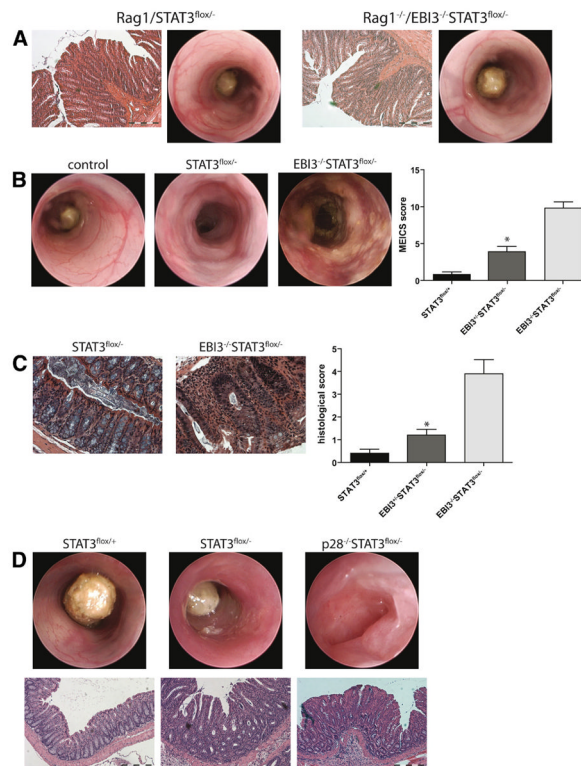 Rag1/STAT3flox/-
Rag1-/-/EBI3-/-STAT3flox/-
A
B
control
STAT3flox/-
EBI3-/-STAT3flox/-
MEICS score
15
10
5
0
*
STAT3flox/+
EBI3+/-STAT3flox/-
EBI3-/-STAT3flox/-
C
STAT3flox/-
EBI3-/-STAT3flox/-
histological score
5
4
3
2
1
0
*
STAT3flox/+
EBI3+/-STAT3flox/-
EBI3-/-STAT3flox/-
D
STAT3flox/+
STAT3flox/-
p28-/-STAT3flox/-